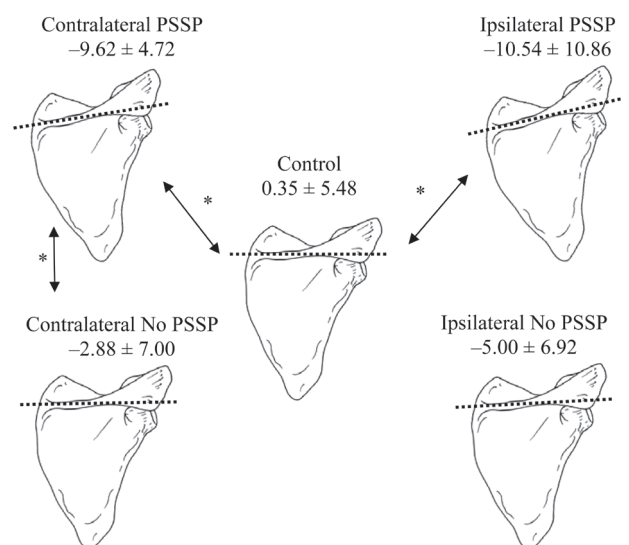 Contralateral PSSP
–9.62 ± 4.72
Ipsilateral PSSP
–10.54 ± 10.86
Control
0.35 ± 5.48
*
*
*
Contralateral No PSSP
–2.88 ± 7.00
Ipsilateral No PSSP
–5.00 ± 6.92